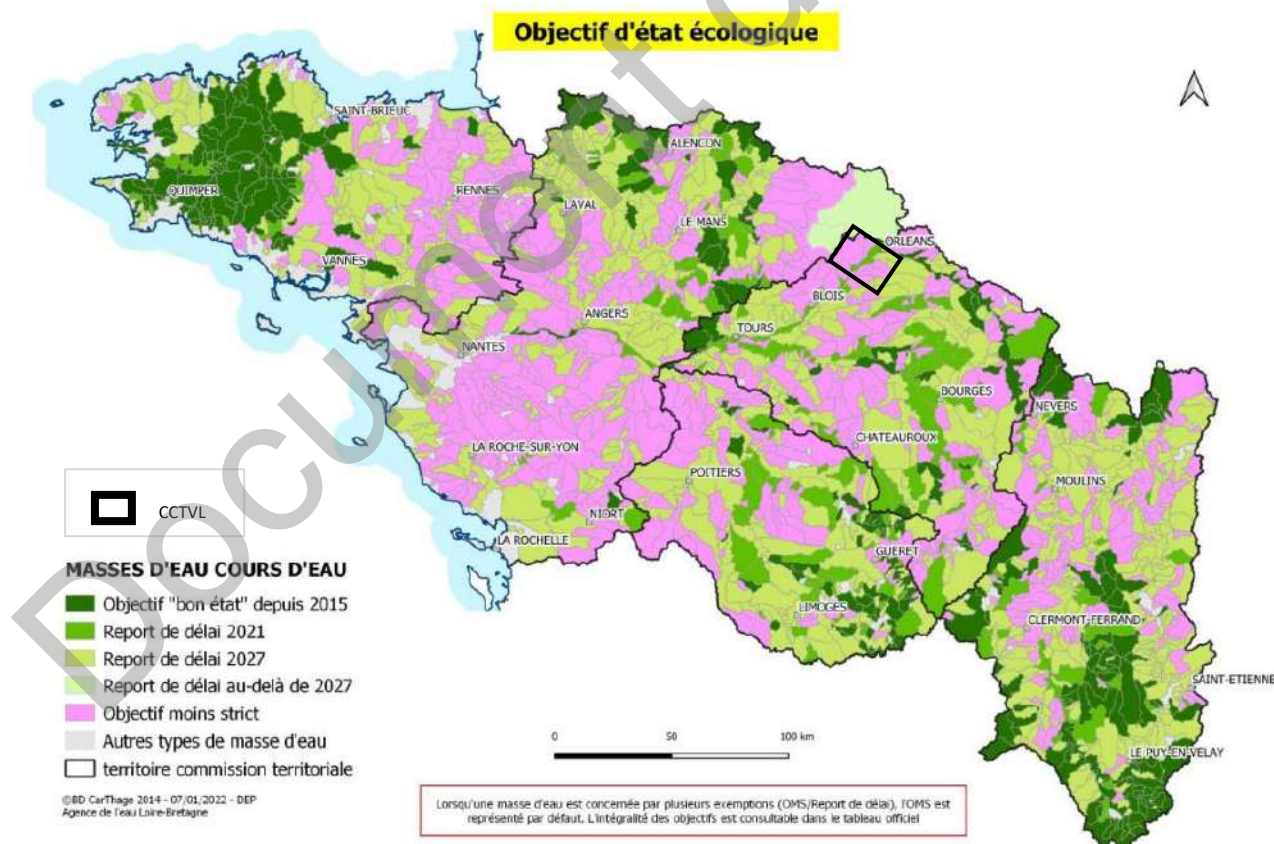 Objectif d'état écologique
SAINT-BRIEUC
ALENCON
QUIMPER
RENNES
LAVAL
LE MANS
ORLEANS
VANNES
BLOIS
ANGERS
TOURS
NANTES
BOURGES
NEVERS
CHATEAUROUX
LA ROCHE-SUR-YON
POITIERS
MOULINS
NIORT
LA ROCHELLE
GUERET
LIMOGES
CLERMONT-FERRAND
SAINT-ETIENNE
LE PUY-EN-VELAY
CCTVL
MASSES D'EAU COURS D'EAU
Objectif "bon état" depuis 2015
Report de délai 2021
Report de délai 2027
Report de délai au-delà de 2027
Objectif moins strict
Autres types de masse d'eau
territoire commission territoriale
©BD CarThage 2014 - 07/01/2022 - DEP
Agence de l'eau Loire-Bretagne
0 50 100 km
Lorsqu'une masse d'eau est concernée par plusieurs exemptions (OMS/Report de délai), l'OMS est
représenté par défaut. L'intégralité des objectifs est consultable dans le tableau officiel
Document d